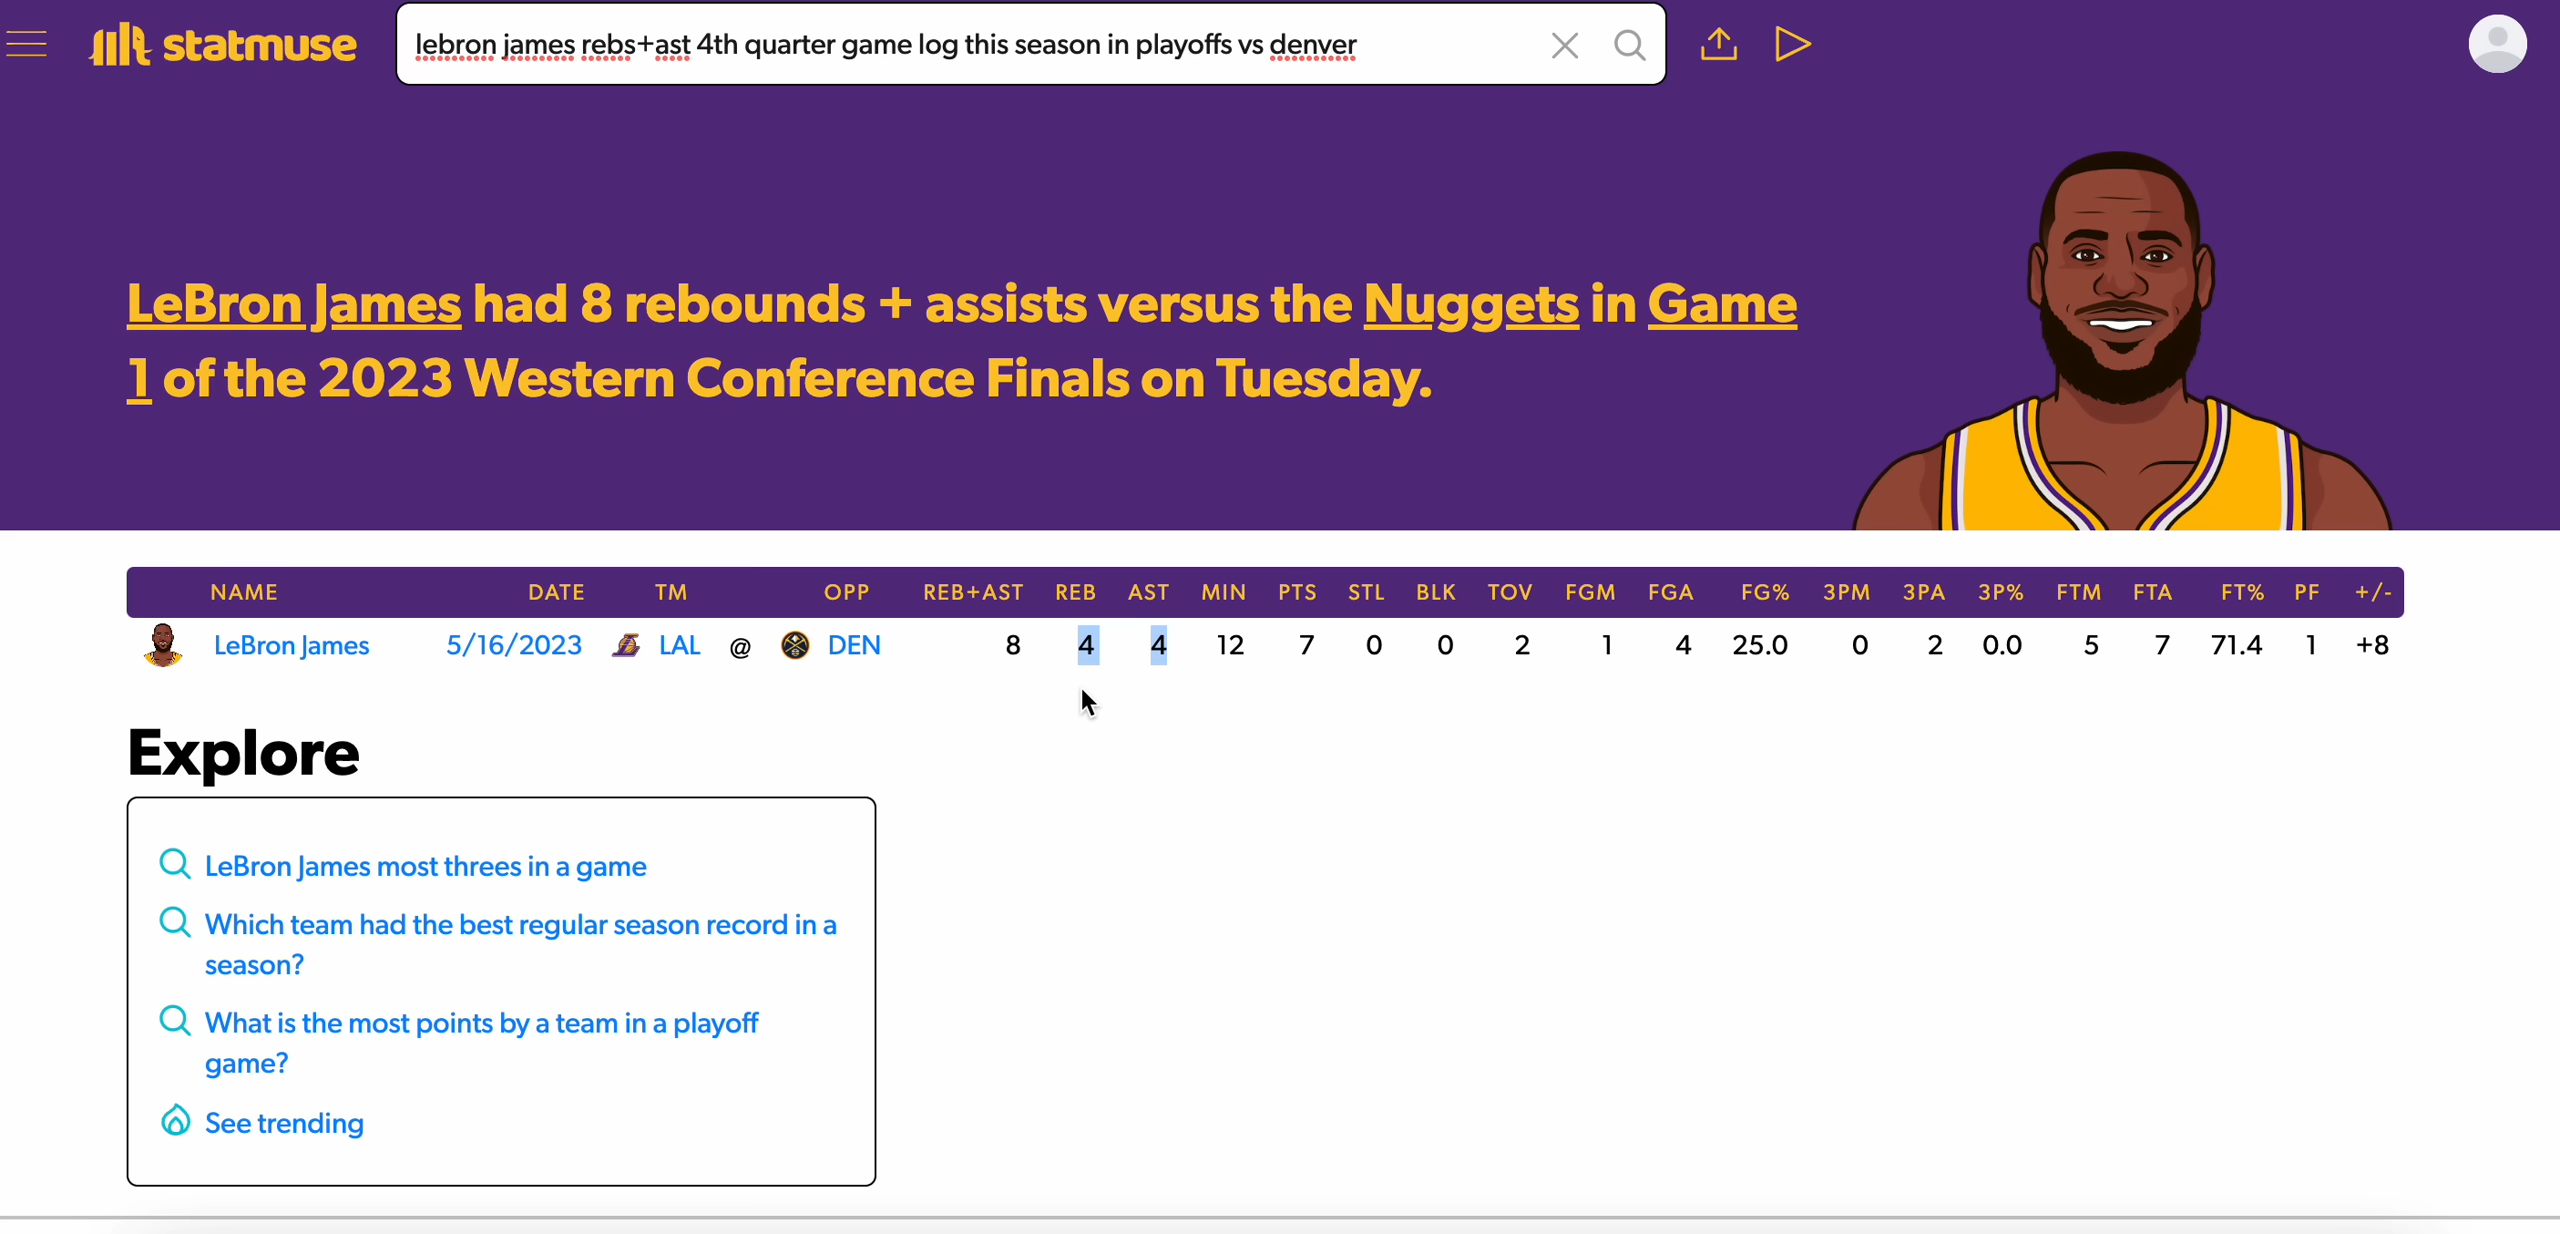 statmuse
lebron james rebs+ast 4th quarter game log this season in playoffs vs denver
LeBron James had 8 rebounds + assists versus the Nuggets in Game
1 of the 2023 Western Conference Finals on Tuesday.
NAME DATE TM OPP REB+AST REB AST MIN PTS STL BLK TOV FGM FGA FG% 3PM 3PA 3P% FTM FTA FT% PF +/-
LeBron James 5/16/2023 LAL @ DEN 8 4 4 12 7 0 0 2 1 4 25.0 0 2 0.0 5 7 71.4 1 +8
Explore
LeBron James most threes in a game
Which team had the best regular season record in a
season?
What is the most points by a team in a playoff
game?
See trending